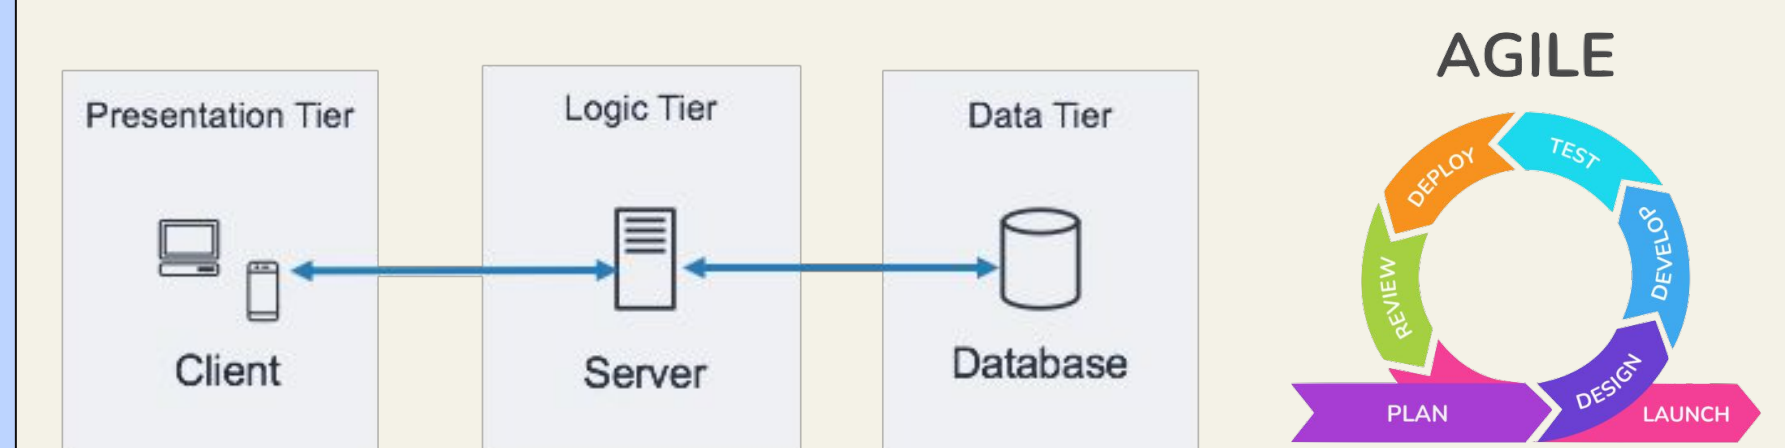 Presentation Tier
Client
Logic Tier
Server
Data Tier
Database
AGILE
PLAN
DESIGN
DEVELOP
TEST
DEPLOY
REVIEW
LAUNCH